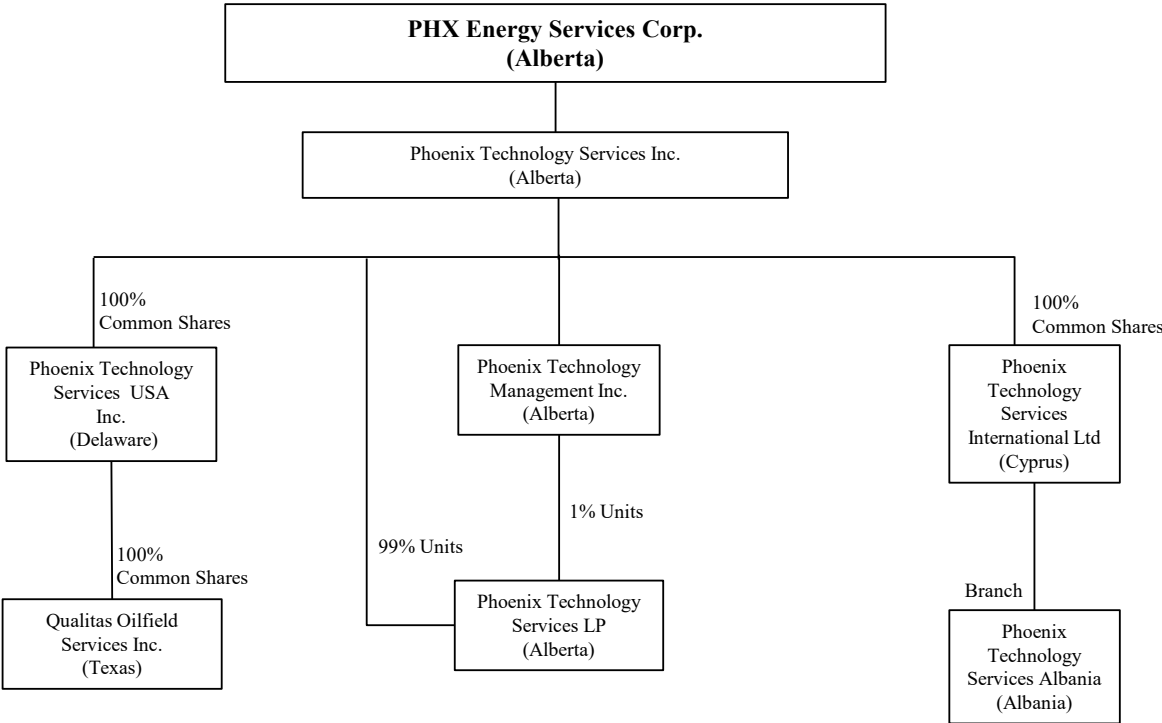 PHX Energy Services Corp.
(Alberta)
Phoenix Technology Services Inc.
(Alberta)
100%
Common Shares
100%
Common Shares
Phoenix Technology
Services USA
Inc.
(Delaware)
Phoenix Technology
Management Inc.
(Alberta)
Phoenix
Technology
Services
International Ltd
(Cyprus)
1% Units
99% Units
100%
Common Shares
Branch
Qualitas Oilfield
Services Inc.
(Texas)
Phoenix Technology
Services LP
(Alberta)
Phoenix
Technology
Services Albania
(Albania)